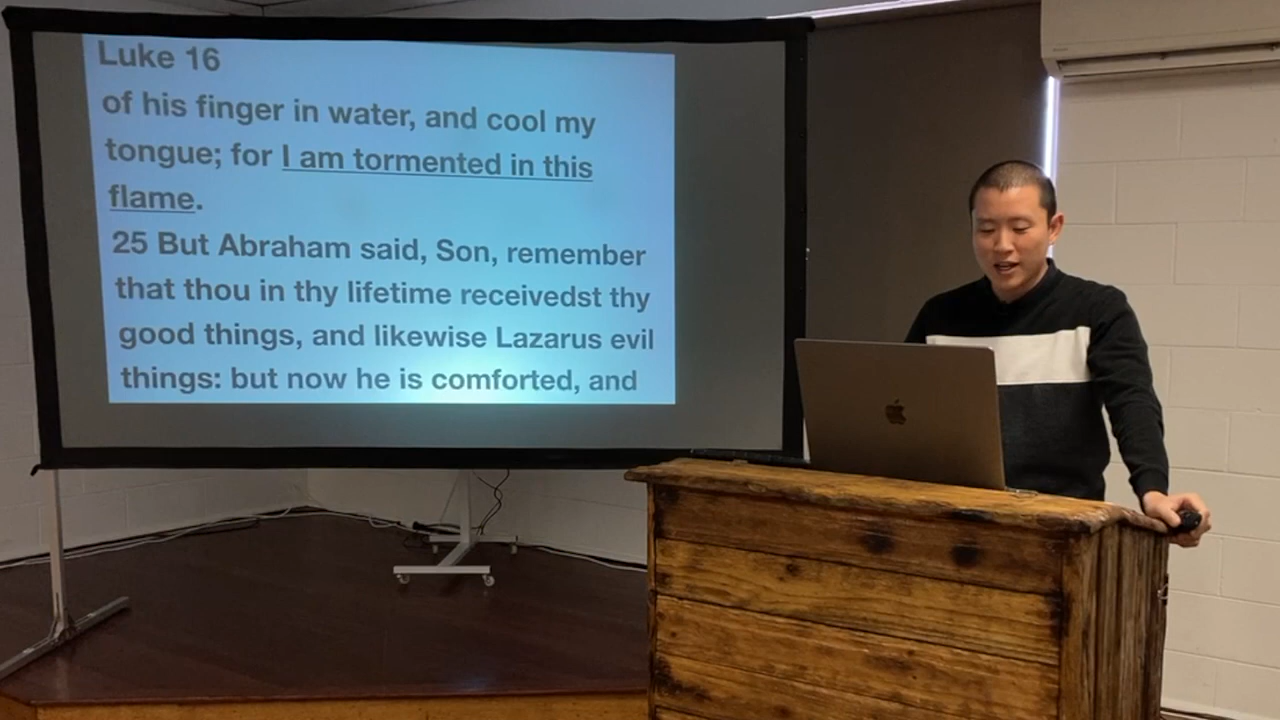 Luke 16
of his finger in water, and cool my
tongue; for I am tormented in this
flame.
25 But Abraham said, Son, remember
that thou in thy lifetime receivedst thy
good things, and likewise Lazarus evil
things: but now he is comforted, and